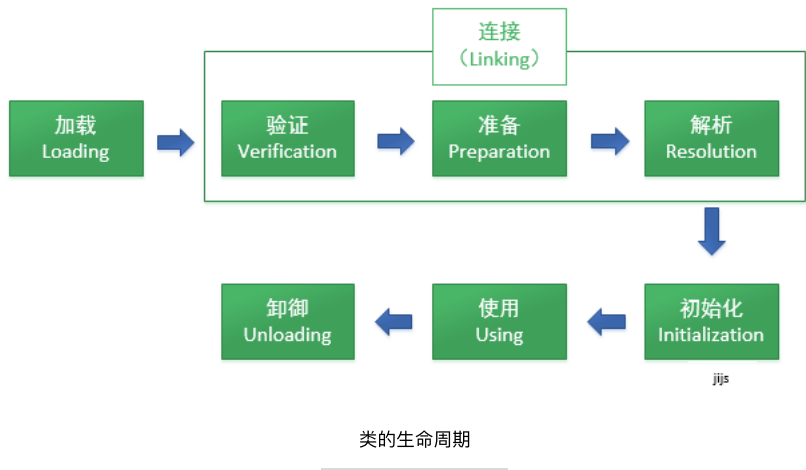 连接
（Linking）
加载
Loading
验证
Verification
准备
Preparation
解析
Resolution
卸御
Unloading
使用
Using
初始化
Initialization
jijs
类的生命周期